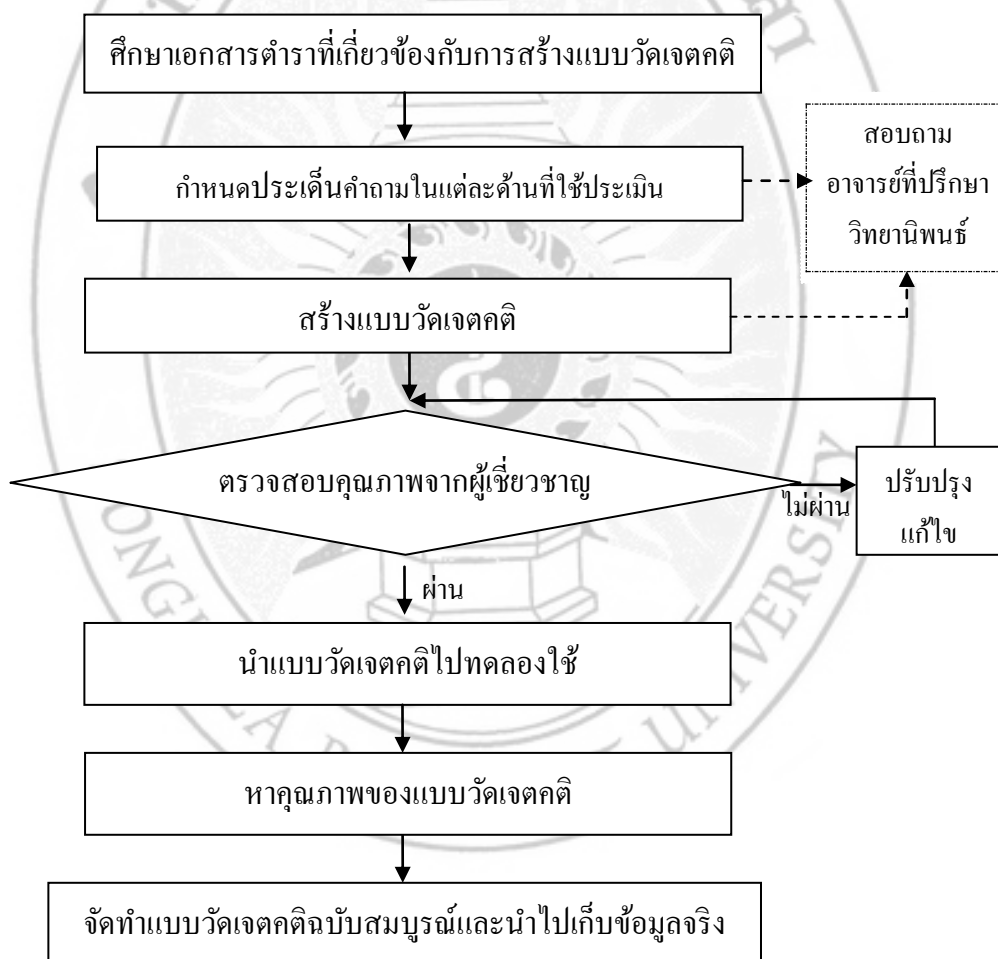 ศึกษาเอกสารตำราที่เกี่ยวข้องกับการสร้างแบบวัดเจตคติ
กำหนดประเด็นคำถามในแต่ละด้านที่ใช้ประเมิน
สอบถาม
อาจารย์ที่ปรึกษา
วิทยานิพนธ์
สร้างแบบวัดเจตคติ
ตรวจสอบคุณภาพจากผู้เชี่ยวชาญ
ไม่ผ่าน
ปรับปรุง
แก้ไข
ผ่าน
นำแบบวัดเจตคติไปทดลองใช้
หาคุณภาพของแบบวัดเจตคติ
จัดทำแบบวัดเจตคติฉบับสมบูรณ์และนำไปเก็บข้อมูลจริง
UNIVERSITY